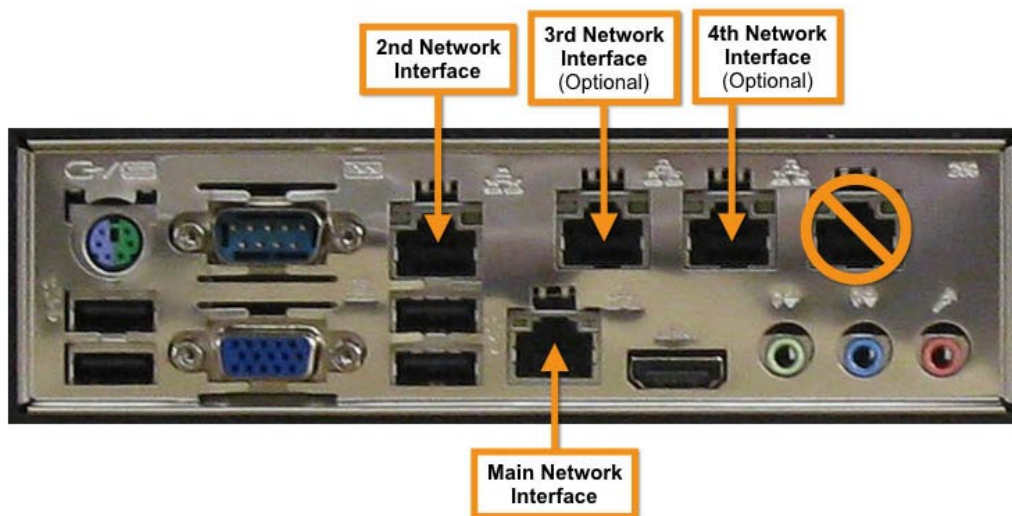 2nd Network
Interface
3rd Network
Interface
(Optional)
4th Network
Interface
(Optional)
Main Network
Interface